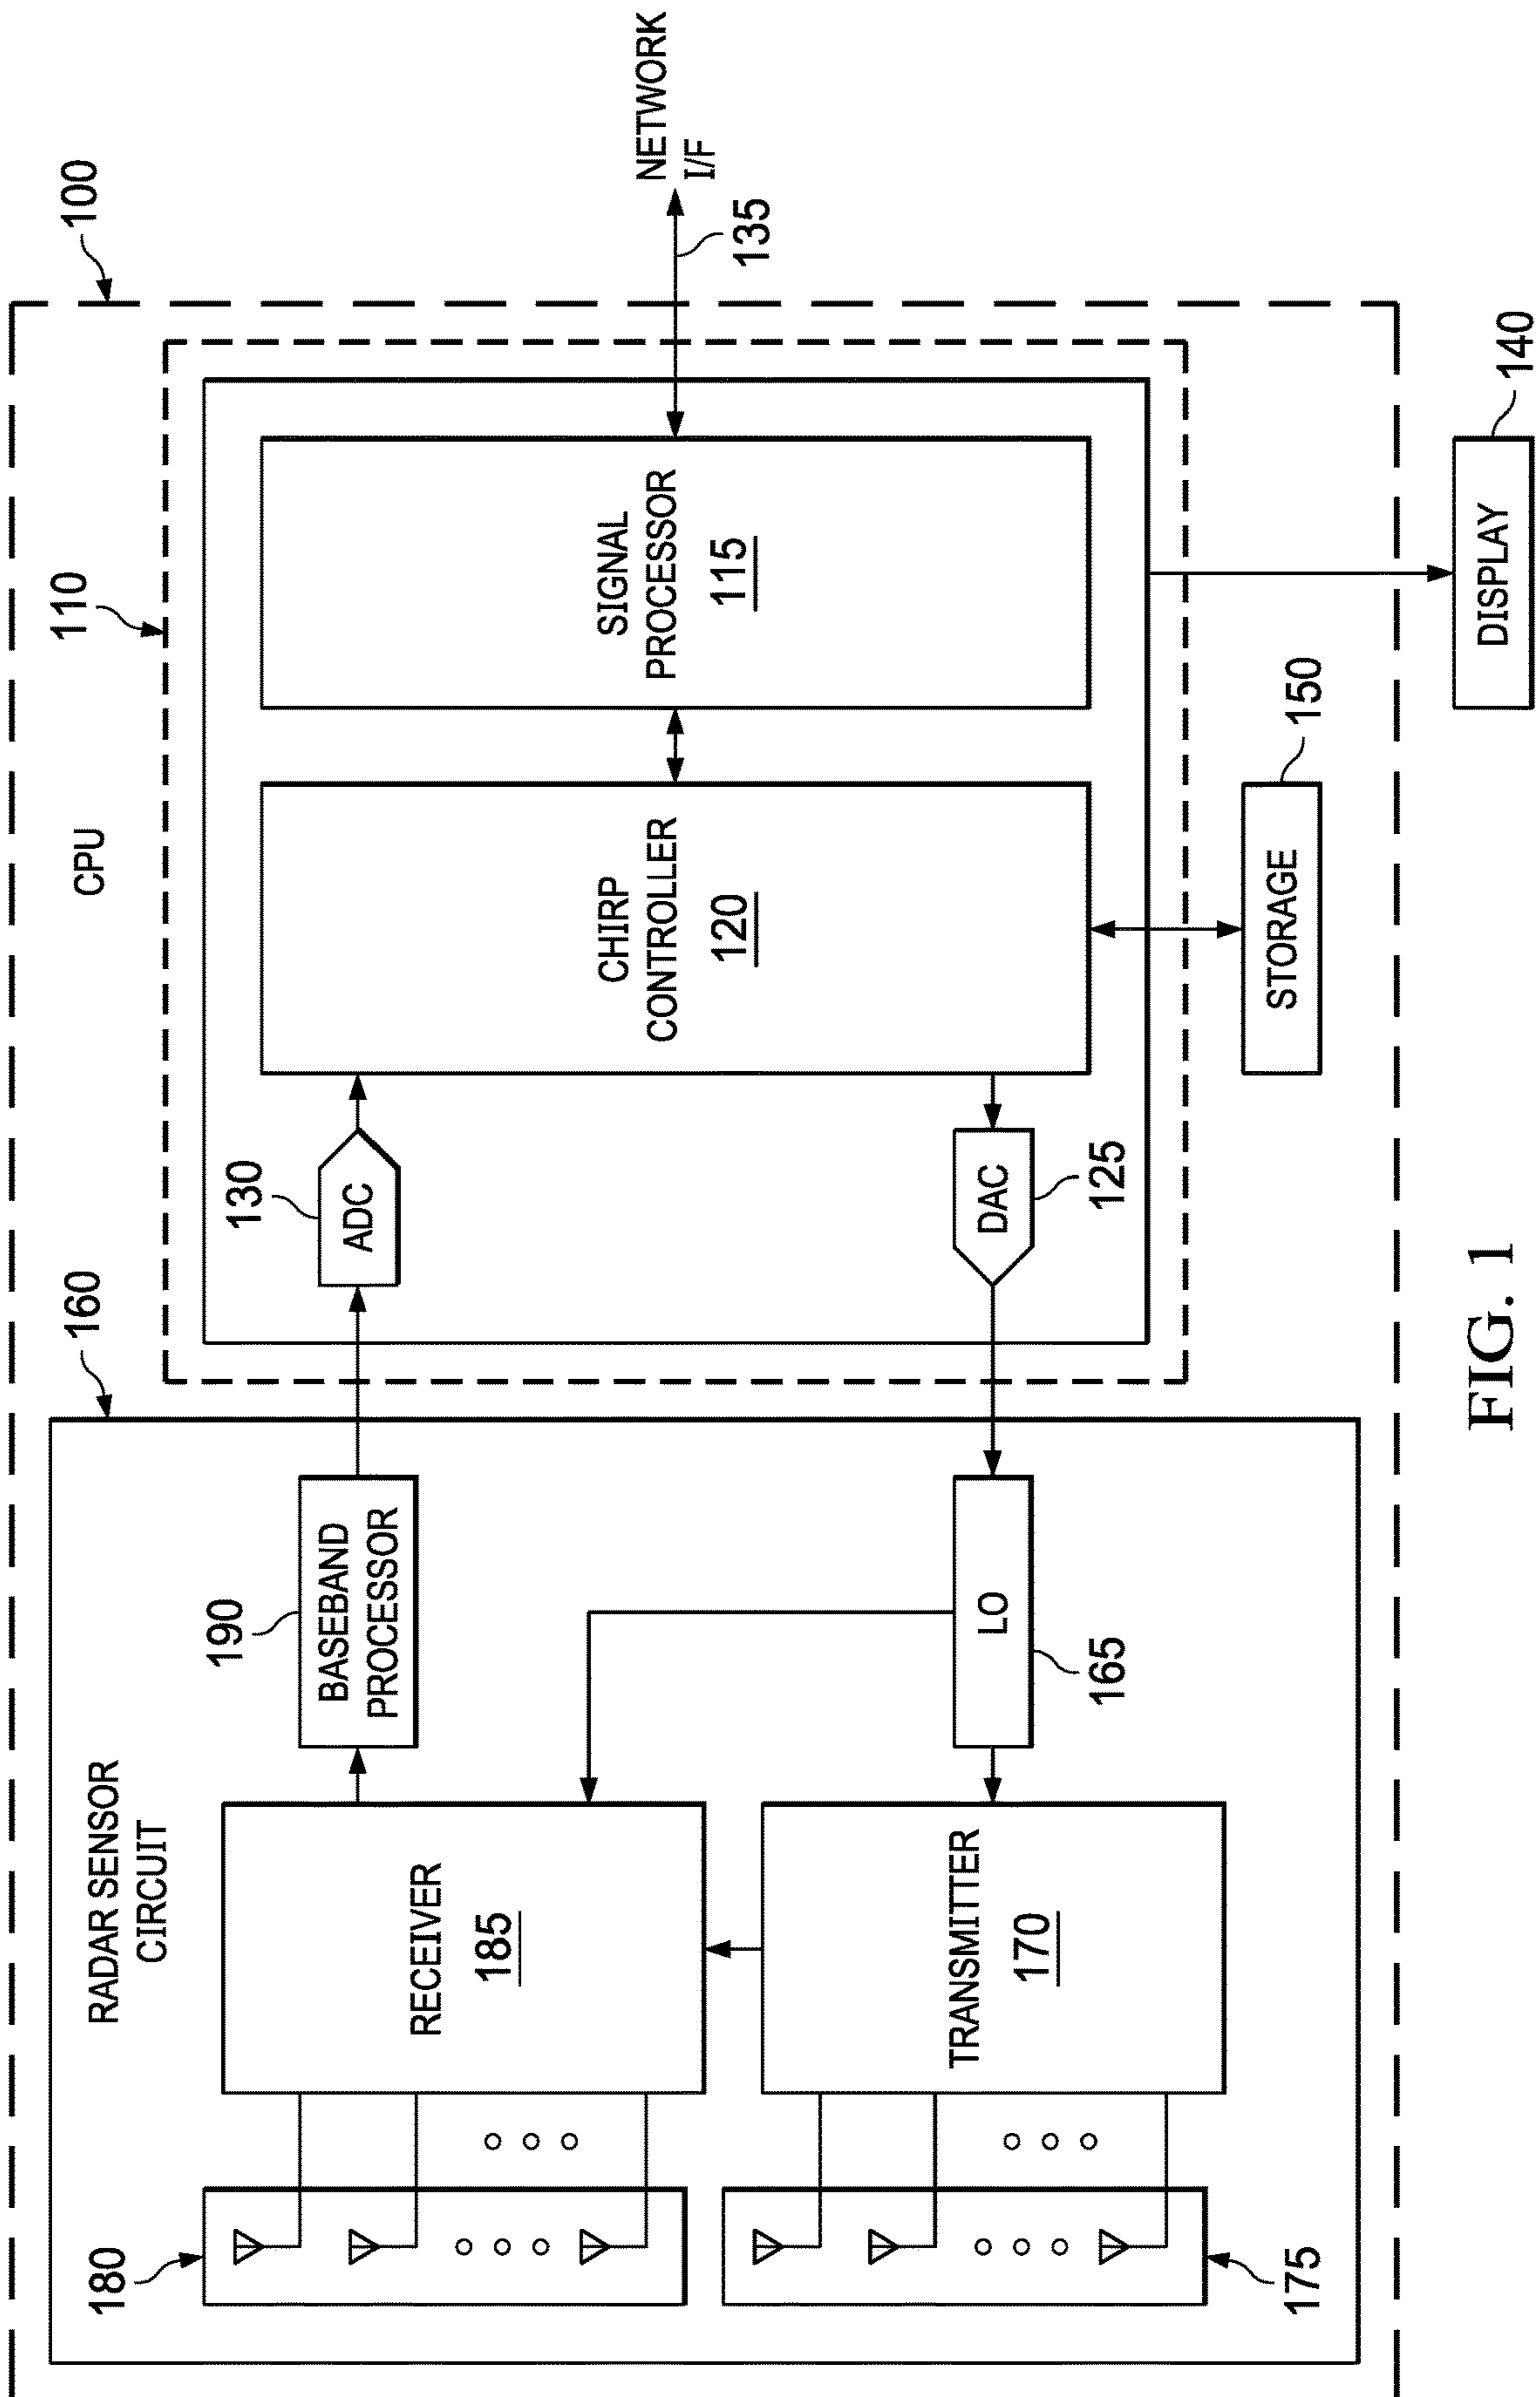 100
110
CPU
160
RADAR SENSOR
CIRCUIT
180
RECEIVER
185
190
BASEBAND
PROCESSOR
130
ADC
CHIRP
CONTROLLER
120
SIGNAL
PROCESSOR
115
NETWORK
I/F
135
175
TRANSMITTER
170
LO
165
DAC
125
STORAGE
150
DISPLAY
140
FIG. 1